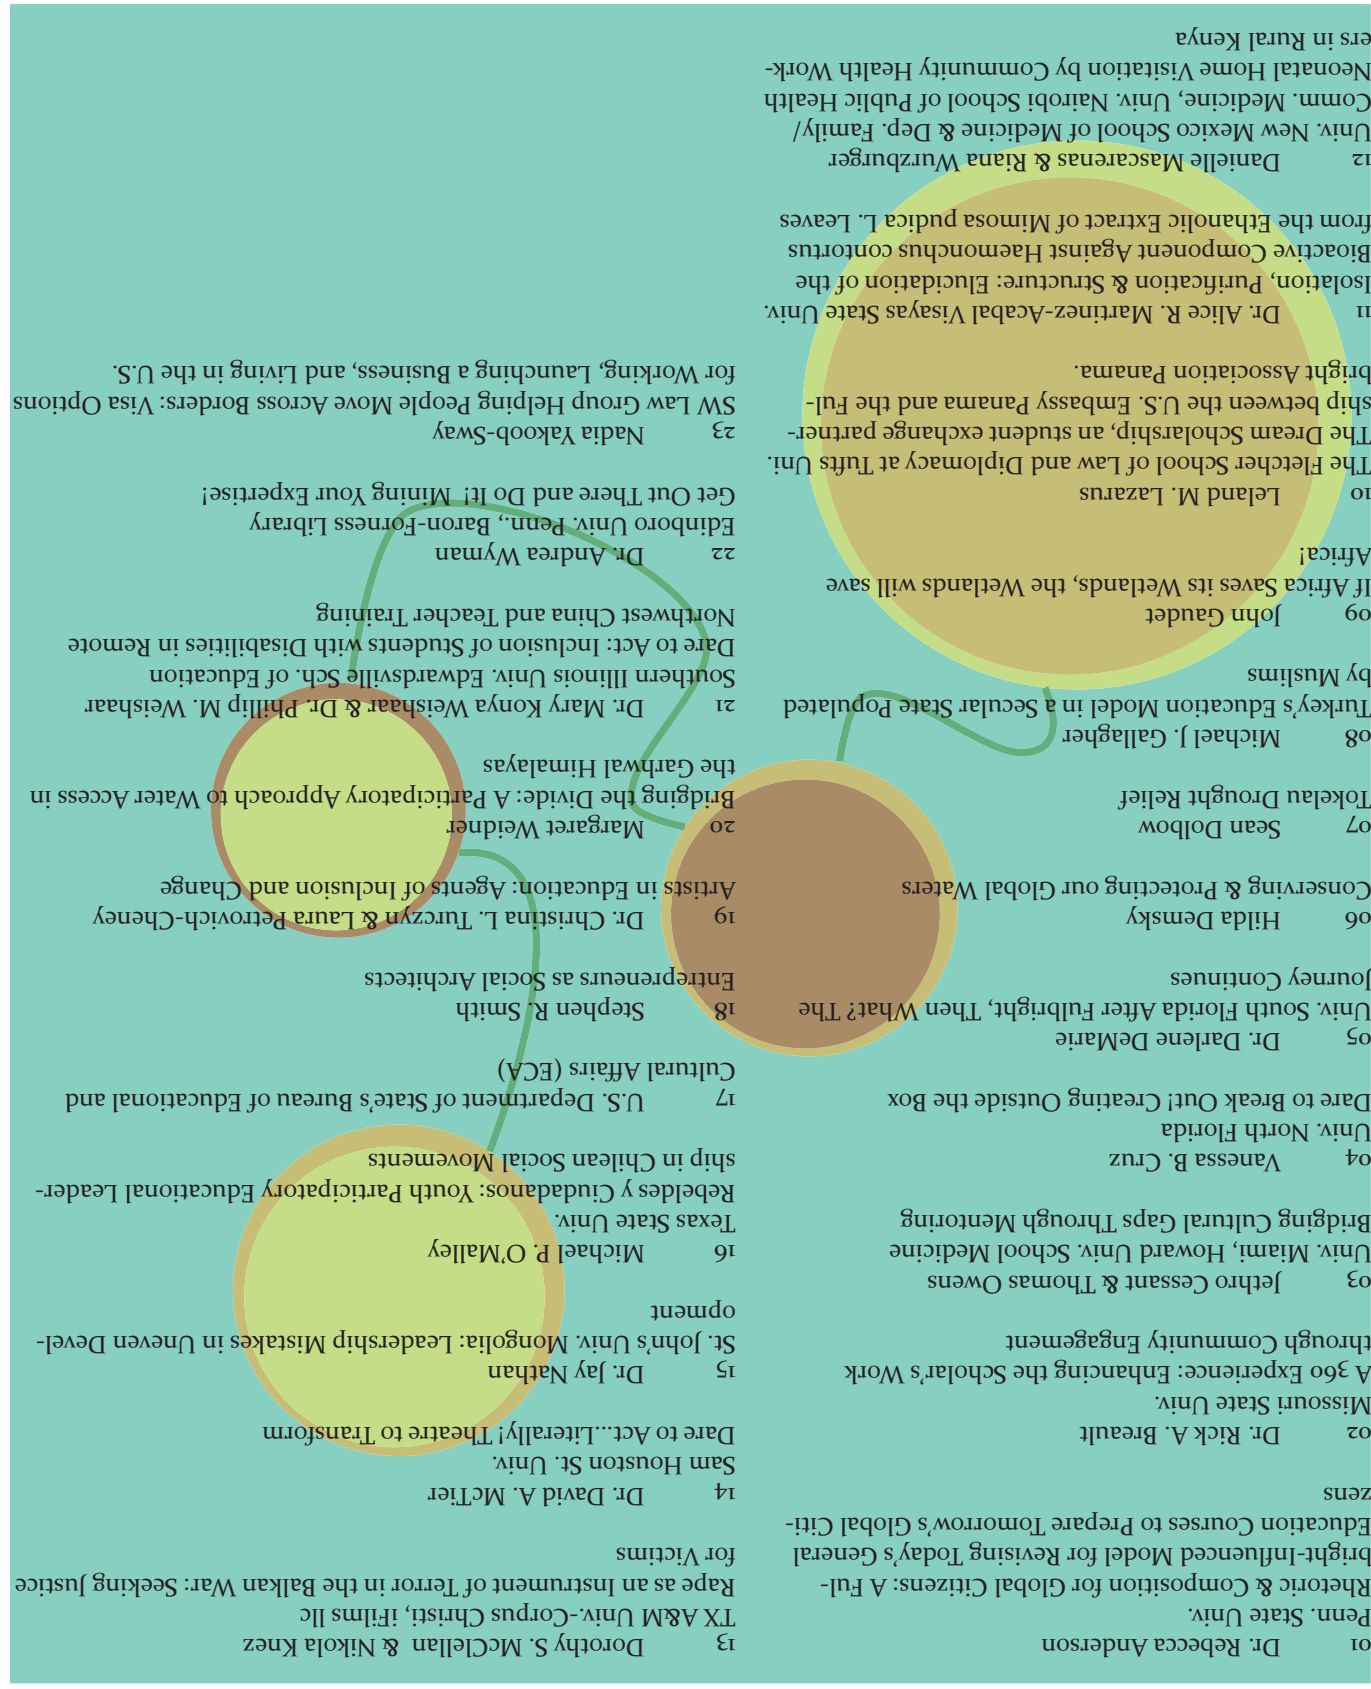 01 Dr. Rebecca Anderson
Penn. State Univ.
Rhetoric & Composition for Global Citizens: A Ful-
bright-Influenced Model for Revising Today's General
Education Courses to Prepare Tomorrow's Global Citi-
zens
02 Dr. Rick A. Breault
Missouri State Univ.
A 360 Experience: Enhancing the Scholar's Work
through Community Engagement
03 Jethro Cessant & Thomas Owens
Univ. Miami, Howard Univ. School Medicine
Bridging Cultural Gaps Through Mentoring
04 Vanessa B. Cruz
Univ. North Florida
Dare to Break Out! Creating Outside the Box
05 Dr. Darlene DeMarie
Univ. South Florida After Fulbright, Then What? The
Journey Continues
06 Hilda Demsky
Conserving & Protecting our Global Waters
07 Sean Dolbow
Tokelau Drought Relief
08 Michael J. Gallagher
Turkey's Education Model in a Secular State Populated
by Muslims
09 John Gaudet
If Africa Saves its Wetlands, the Wetlands will save
Africa!
10 Leland M. Lazarus
The Fletcher School of Law and Diplomacy at Tufts Uni.
The Dream Scholarship, an student exchange partner-
ship between the U.S. Embassy Panama and the Ful-
bright Association Panama.
11 Dr. Alice R. Martinez-Acabal Visayas State Univ.
Isolation, Purification & Structure: Elucidation of the
Bioactive Component Against Haemonchus contortus
from the Ethanolic Extract of Mimosa pudica L. Leaves
12 Danielle Mascarenas & Riana Wurzburger
Univ. New Mexico School of Medicine & Dep. Family/
Comm. Medicine, Univ. Nairobi School of Public Health
Neonatal Home Visitation by Community Health Work-
ers in Rural Kenya
13 Dorothy S. McClellan & Nikola Knez
TX A&M Univ.-Corpus Christi, iFilms llc
Rape as an Instrument of Terror in the Balkan War: Seeking Justice
for Victims
14 Dr. David A. McTier
Sam Houston St. Univ.
Dare to Act...Literally! Theatre to Transform
15 Dr. Jay Nathan
St. John's Univ. Mongolia: Leadership Mistakes in Uneven Devel-
opment
16 Michael P. O'Malley
Texas State Univ.
Rebeldes y Ciudadanos: Youth Participatory Educational Leader-
ship in Chilean Social Movements
17 U.S. Department of State's Bureau of Educational and
Cultural Affairs (ECA)
18 Stephen R. Smith
Entrepreneurs as Social Architects
19 Dr. Christina L. Turczyn & Laura Petrovich-Cheney
Artists in Education: Agents of Inclusion and Change
20 Margaret Weidner
Bridging the Divide: A Participatory Approach to Water Access in
the Garhwal Himalayas
21 Dr. Mary Konya Weishaar & Dr. Phillip M. Weishaar
Southern Illinois Univ. Edwardsville Sch. of Education
Dare to Act: Inclusion of Students with Disabilities in Remote
Northwest China and Teacher Training
22 Dr. Andrea Wyman
Edinboro Univ. Penn., Baron-Forness Library
Get Out There and Do It! Mining Your Expertise!
23 Nadia Yakoob-Sway
SW Law Group Helping People Move Across Borders: Visa Options
for Working, Launching a Business, and Living in the U.S.